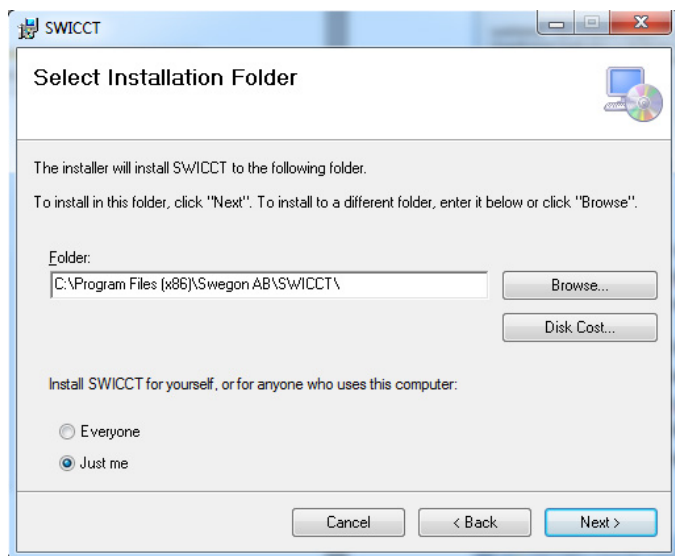 SWICCT
Select Installation Folder
The installer will install SWICCT to the following folder.
To install in this folder, click "Next". To install to a different folder, enter it below or click "Browse".
Folder:
C:\Program Files (x86)\Swegon AB\SWICCT\
Browse...
Disk Cost...
Install SWICCT for yourself, or for anyone who uses this computer:
Everyone
Just me
Cancel
< Back
Next >